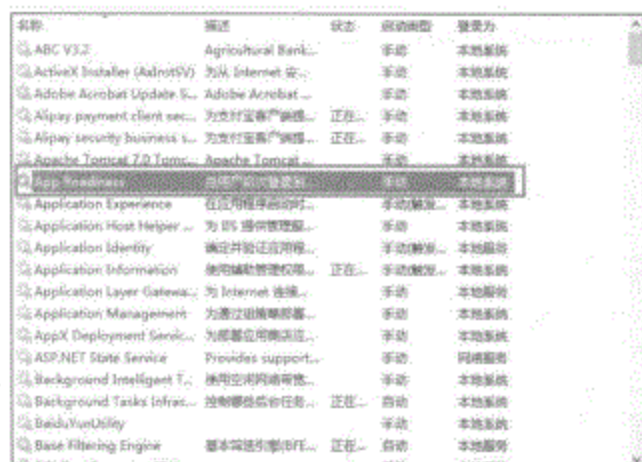 名称 描述 状态 启动类型 登录为
ABC V3.2 Agricultural Bank... 手动 本地系统
ActiveX Installer (AxInstSV) 为从 Internet 安... 手动 本地系统
Adobe Acrobat Update S... Adobe Acrobat ... 手动 本地系统
Alipay payment client sec... 为支付宝客户端提... 正在... 手动 本地系统
Alipay security business s... 为支付宝客户端提... 正在... 手动 本地系统
Apache Tomcat 7.0 Tomc... Apache Tomcat ... 手动 本地系统
App Readiness 手动 本地系统
Application Experience 在应用程序启动时... 手动(触发... 本地系统
Application Host Helper ... 为 IIS 提供管理服... 手动 本地系统
Application Identity 确定并验证应用程... 手动(触发... 本地服务
Application Information 使用辅助管理权限... 正在... 手动(触发... 本地系统
Application Layer Gatewa... 为 Internet 连接... 手动 本地服务
Application Management 为通过组策略部署... 手动 本地系统
AppX Deployment Servic... 为部署应用商店应... 手动 本地系统
ASP.NET State Service Provides support... 手动 网络服务
Background Intelligent T... 使用空闲网络带宽... 手动 本地系统
Background Tasks Infras... 控制哪些后台任务... 正在... 自动 本地系统
BaiduYunUtility 手动 本地系统
Base Filtering Engine 基本筛选引擎(BFE... 正在... 自动 本地服务